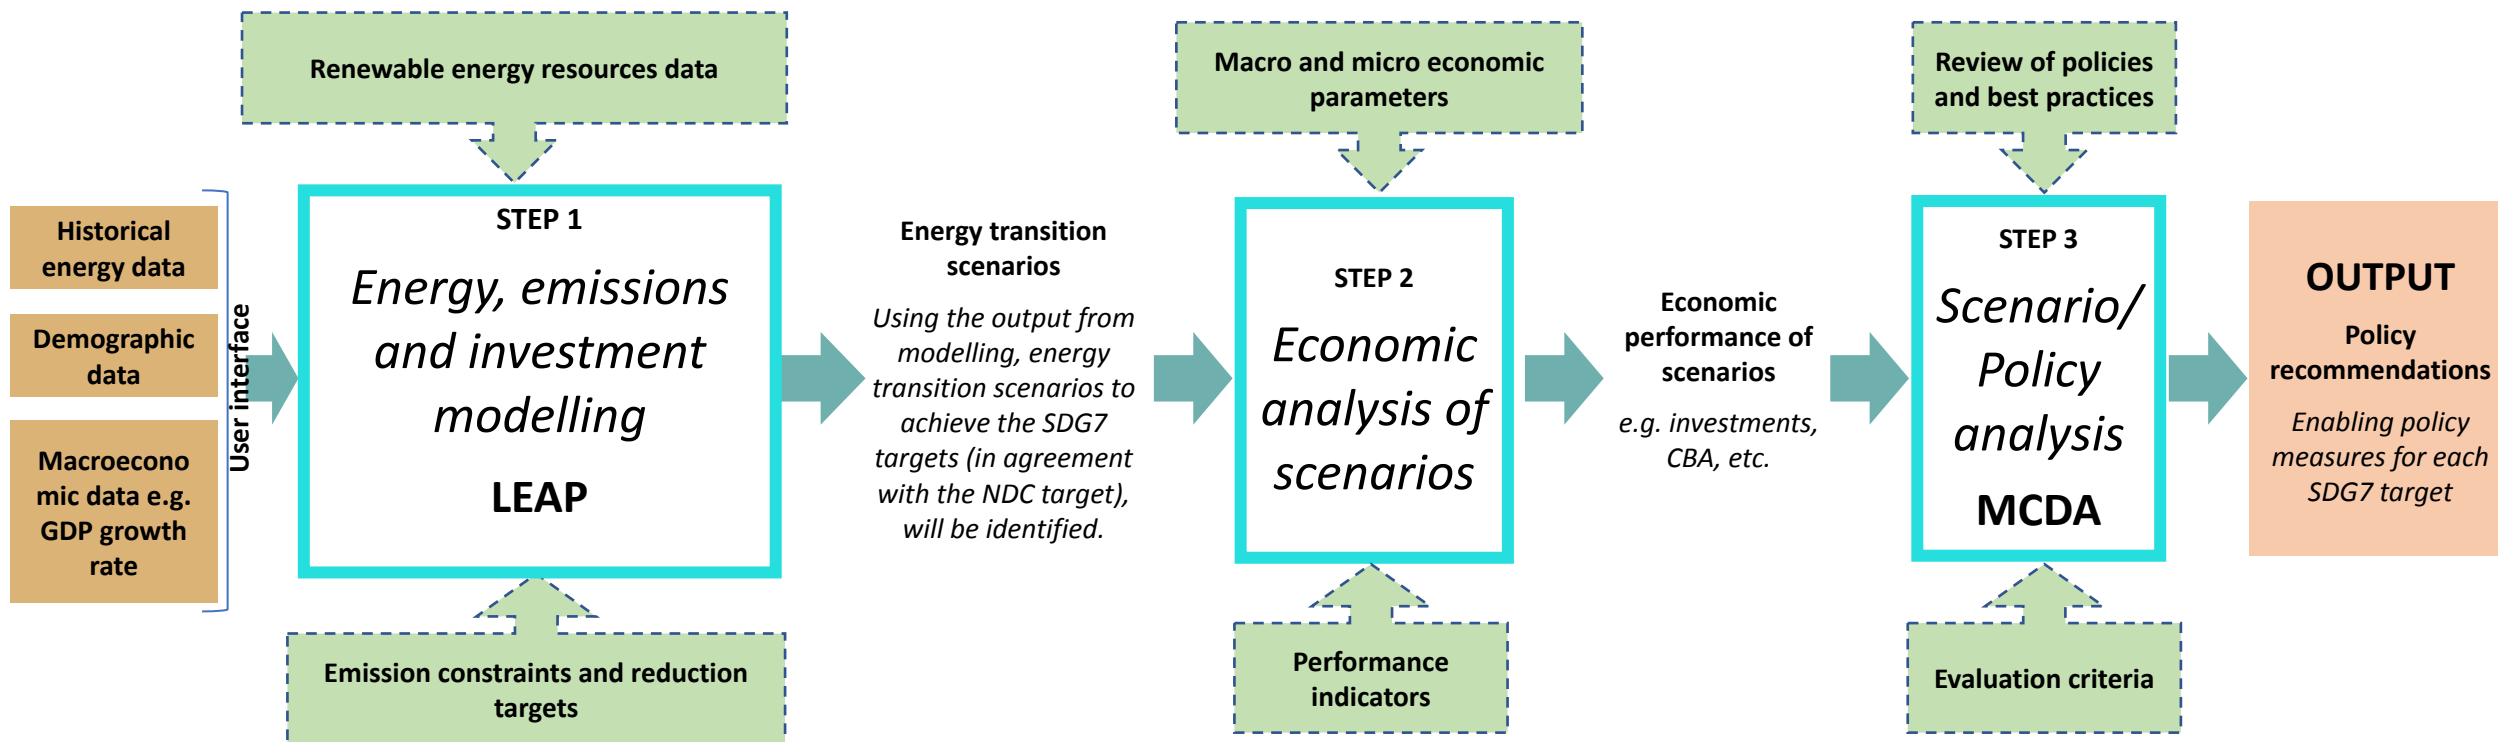 Renewable energy resources data
Macro and micro economic
parameters
Review of policies
and best practices
Historical
energy data
Demographic
data
Macroecono
mic data e.g.
GDP growth
rate
User interface
STEP 1
Energy, emissions
and investment
modelling
LEAP
Energy transition
scenarios
Using the output from
modelling, energy
transition scenarios to
achieve the SDG7
targets (in agreement
with the NDC target),
will be identified.
STEP 2
Economic
analysis of
scenarios
Economic
performance of
scenarios
e.g. investments,
CBA, etc.
STEP 3
Scenario/
Policy
analysis
MCDA
OUTPUT
Policy
recommendations
Enabling policy
measures for each
SDG7 target
Emission constraints and reduction
targets
Performance
indicators
Evaluation criteria